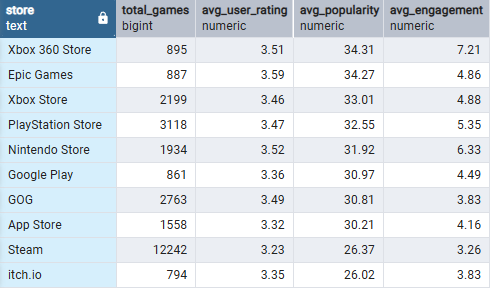 store total_games avg_user_rating avg_popularity avg_engagement
text bigint numeric numeric numeric
Xbox 360 Store 895 3.51 34.31 7.21
Epic Games 887 3.59 34.27 4.86
Xbox Store 2199 3.46 33.01 4.88
PlayStation Store 3118 3.47 32.55 5.35
Nintendo Store 1934 3.52 31.92 6.33
Google Play 861 3.36 30.97 4.49
GOG 2763 3.49 30.81 3.83
App Store 1558 3.32 30.21 4.16
Steam 12242 3.23 26.37 3.26
itch.io 794 3.35 26.02 3.83